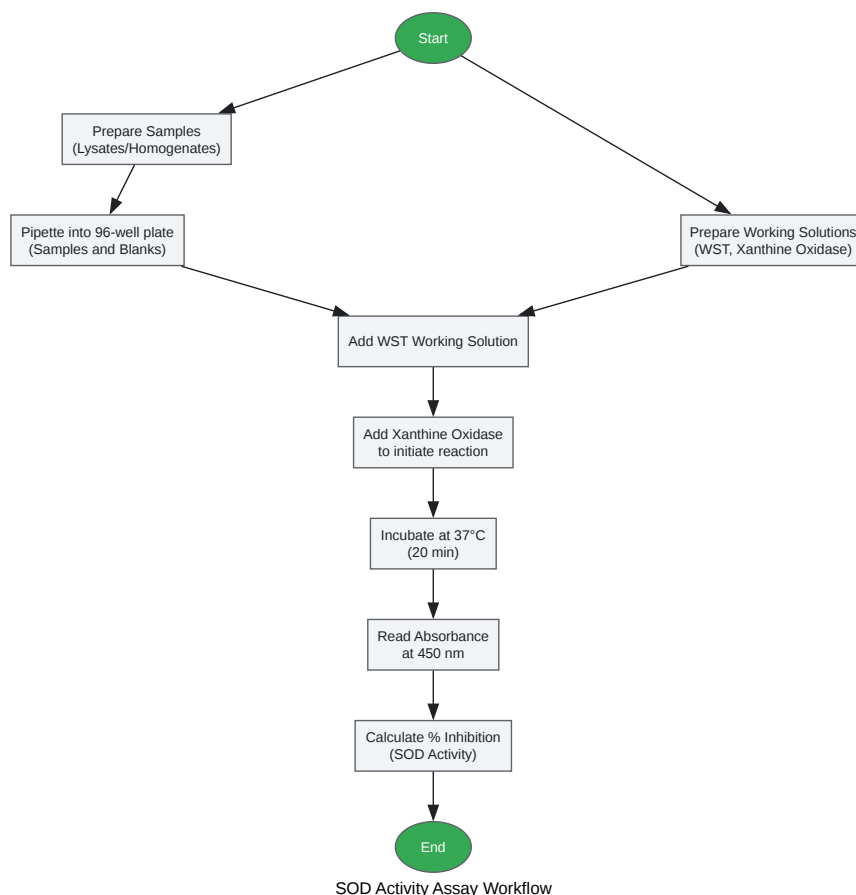 Start
Prepare Samples
(Lysates/Homogenates)
Pipette into 96-well plate
(Samples and Blanks)
Prepare Working Solutions
(WST, Xanthine Oxidase)
Add WST Working Solution
Add Xanthine Oxidase
to initiate reaction
Incubate at 37°C
(20 min)
Read Absorbance
at 450 nm
Calculate % Inhibition
(SOD Activity)
End
SOD Activity Assay Workflow